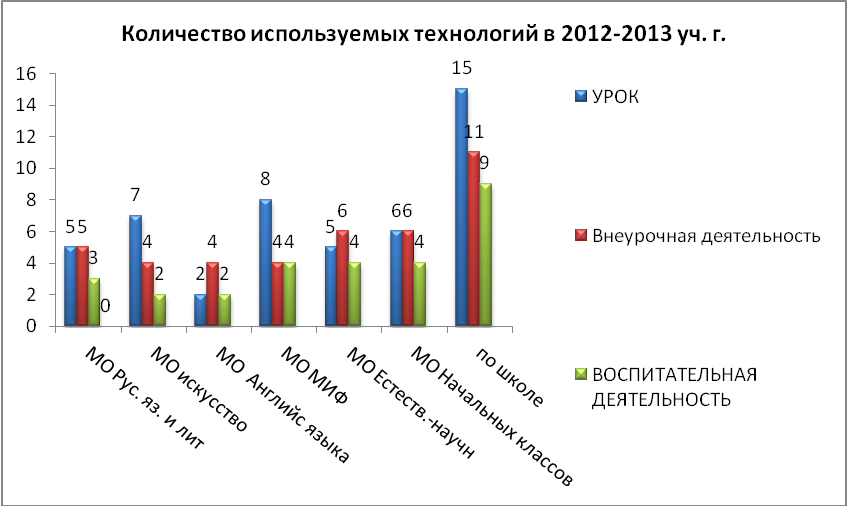 Количество используемых технологий в 2012-2013 уч. г.
16
14
12
10
8
6
4
2
0
5 5 3 0
7 4 2
2 4 2
8 4 4
5 6 4
6 6 4
15 11 9
МО Рус. яз. и лит
МО искусство
МО Английс языка
МО МИФ
МО Естеств.-научн
МО Начальных классов
по школе
УРОК
Внеурочная деятельность
ВОСПИТАТЕЛЬНАЯ
ДЕЯТЕЛЬНОСТЬ